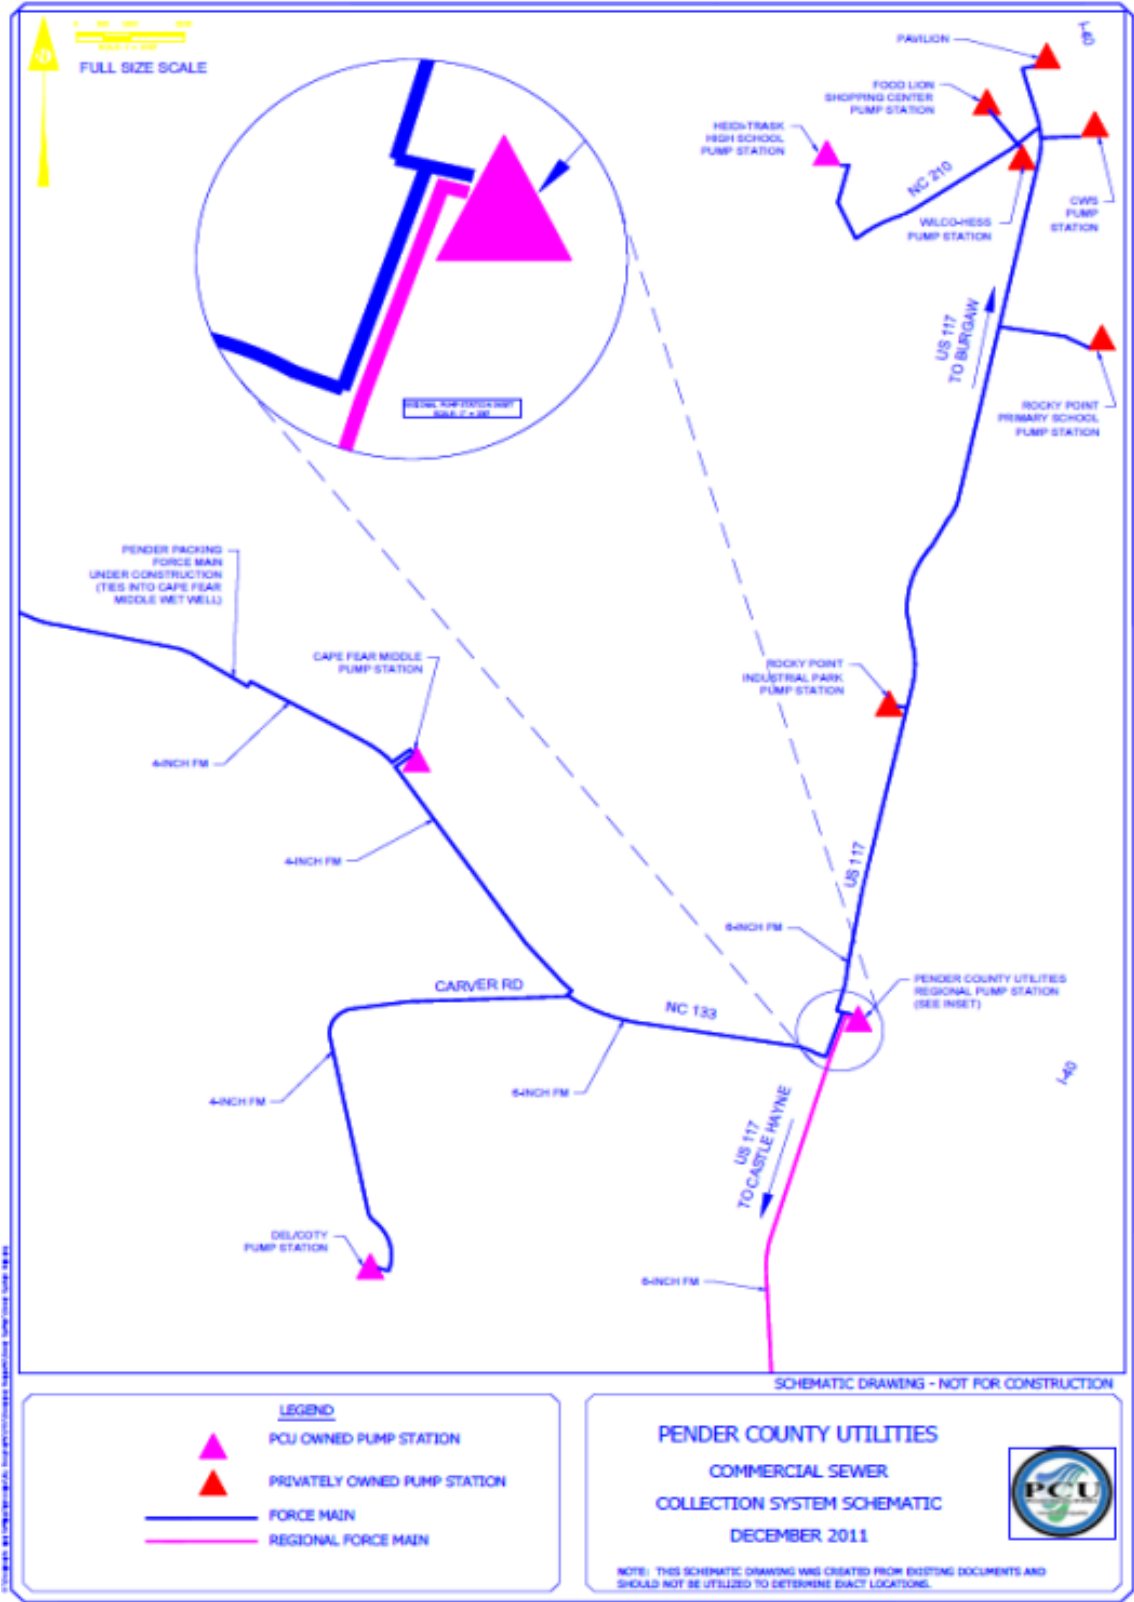 FULL SIZE SCALE
PAVILION
I-40
FOOD LION
SHOPPING CENTER
PUMP STATION
HEIDI-TRASK
HIGH SCHOOL
PUMP STATION
NC 210
WILCO-HESS
PUMP STATION
CWS
PUMP
STATION
US 117
TO BURGAW
ROCKY POINT
PRIMARY SCHOOL
PUMP STATION
REGIONAL PUMP STATION INSET
PENDER PACKING
FORCE MAIN
UNDER CONSTRUCTION
(TIES INTO CAPE FEAR
MIDDLE WET WELL)
CAPE FEAR MIDDLE
PUMP STATION
ROCKY POINT
INDUSTRIAL PARK
PUMP STATION
4-INCH FM
4-INCH FM
US 117
6-INCH FM
CARVER RD
NC 133
PENDER COUNTY UTILITIES
REGIONAL PUMP STATION
(SEE INSET)
I-40
4-INCH FM
6-INCH FM
US 117
TO CASTLE HAYNE
DEL/COTY
PUMP STATION
6-INCH FM
SCHEMATIC DRAWING - NOT FOR CONSTRUCTION
LEGEND
PCU OWNED PUMP STATION
PRIVATELY OWNED PUMP STATION
FORCE MAIN
REGIONAL FORCE MAIN
PENDER COUNTY UTILITIES
COMMERCIAL SEWER
COLLECTION SYSTEM SCHEMATIC
DECEMBER 2011
PCU
NOTE: THIS SCHEMATIC DRAWING WAS CREATED FROM EXISTING DOCUMENTS AND
SHOULD NOT BE UTILIZED TO DETERMINE EXACT LOCATIONS.